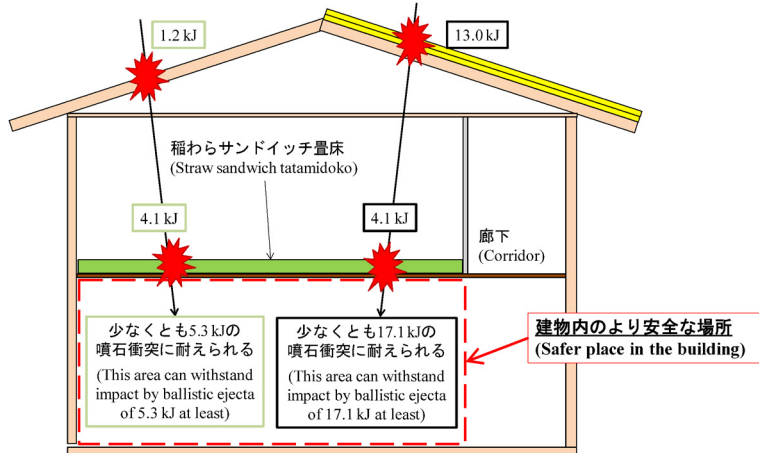 1.2 kJ
13.0 kJ
稲わらサンドイッチ畳床
(Straw sandwich tatamidoko)
4.1 kJ
4.1 kJ
廊下
(Corridor)
少なくとも5.3 kJの
噴石衝突に耐えられる
(This area can withstand
impact by ballistic ejecta
of 5.3 kJ at least)
少なくとも17.1 kJの
噴石衝突に耐えられる
(This area can withstand
impact by ballistic ejecta
of 17.1 kJ at least)
建物内のより安全な場所
(Safer place in the building)